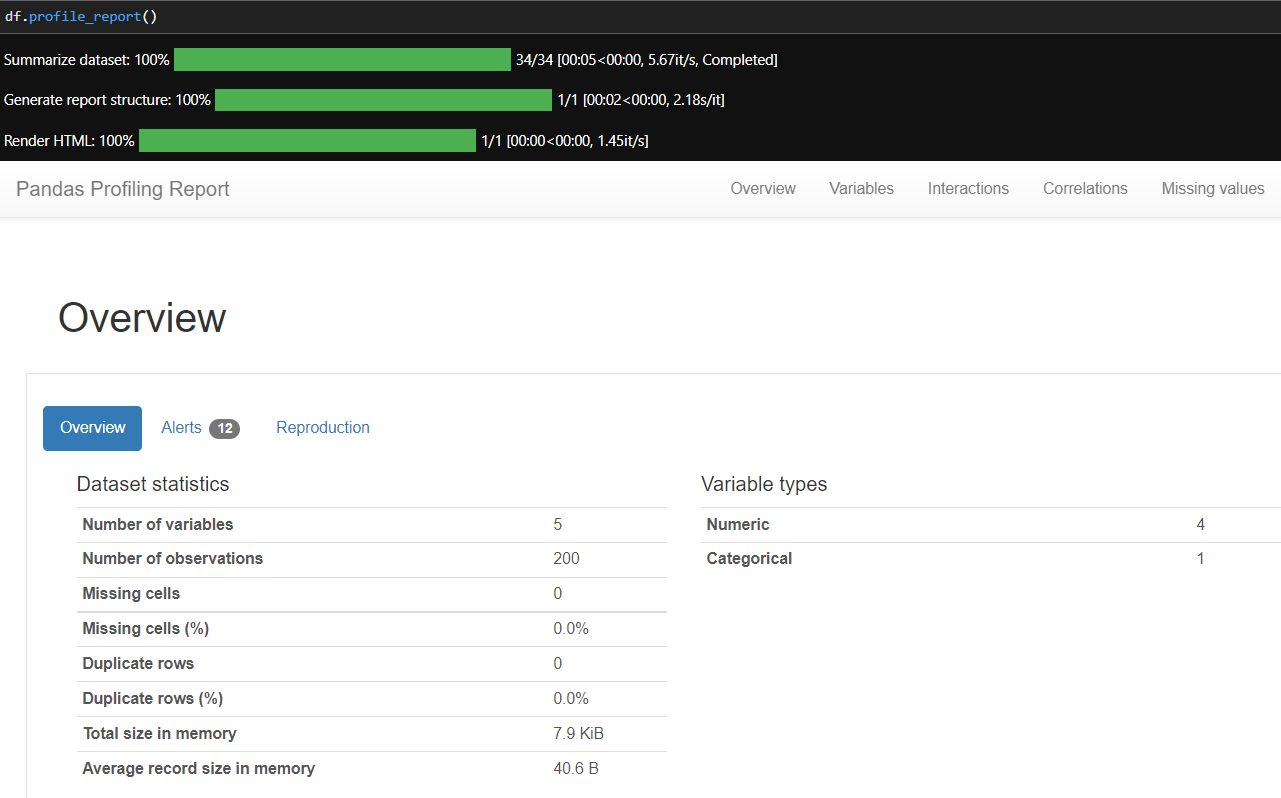 df.profile_report()
Summarize dataset: 100% 34/34 [00:05<00:00, 5.67it/s, Completed]
Generate report structure: 100% 1/1 [00:02<00:00, 2.18s/it]
Render HTML: 100% 1/1 [00:00<00:00, 1.45it/s]
Pandas Profiling Report Overview Variables Interactions Correlations Missing values
Overview
Overview Alerts 12 Reproduction
Dataset statistics
Number of variables 5
Number of observations 200
Missing cells 0
Missing cells (%) 0.0%
Duplicate rows 0
Duplicate rows (%) 0.0%
Total size in memory 7.9 KiB
Average record size in memory 40.6 B
Variable types
Numeric 4
Categorical 1